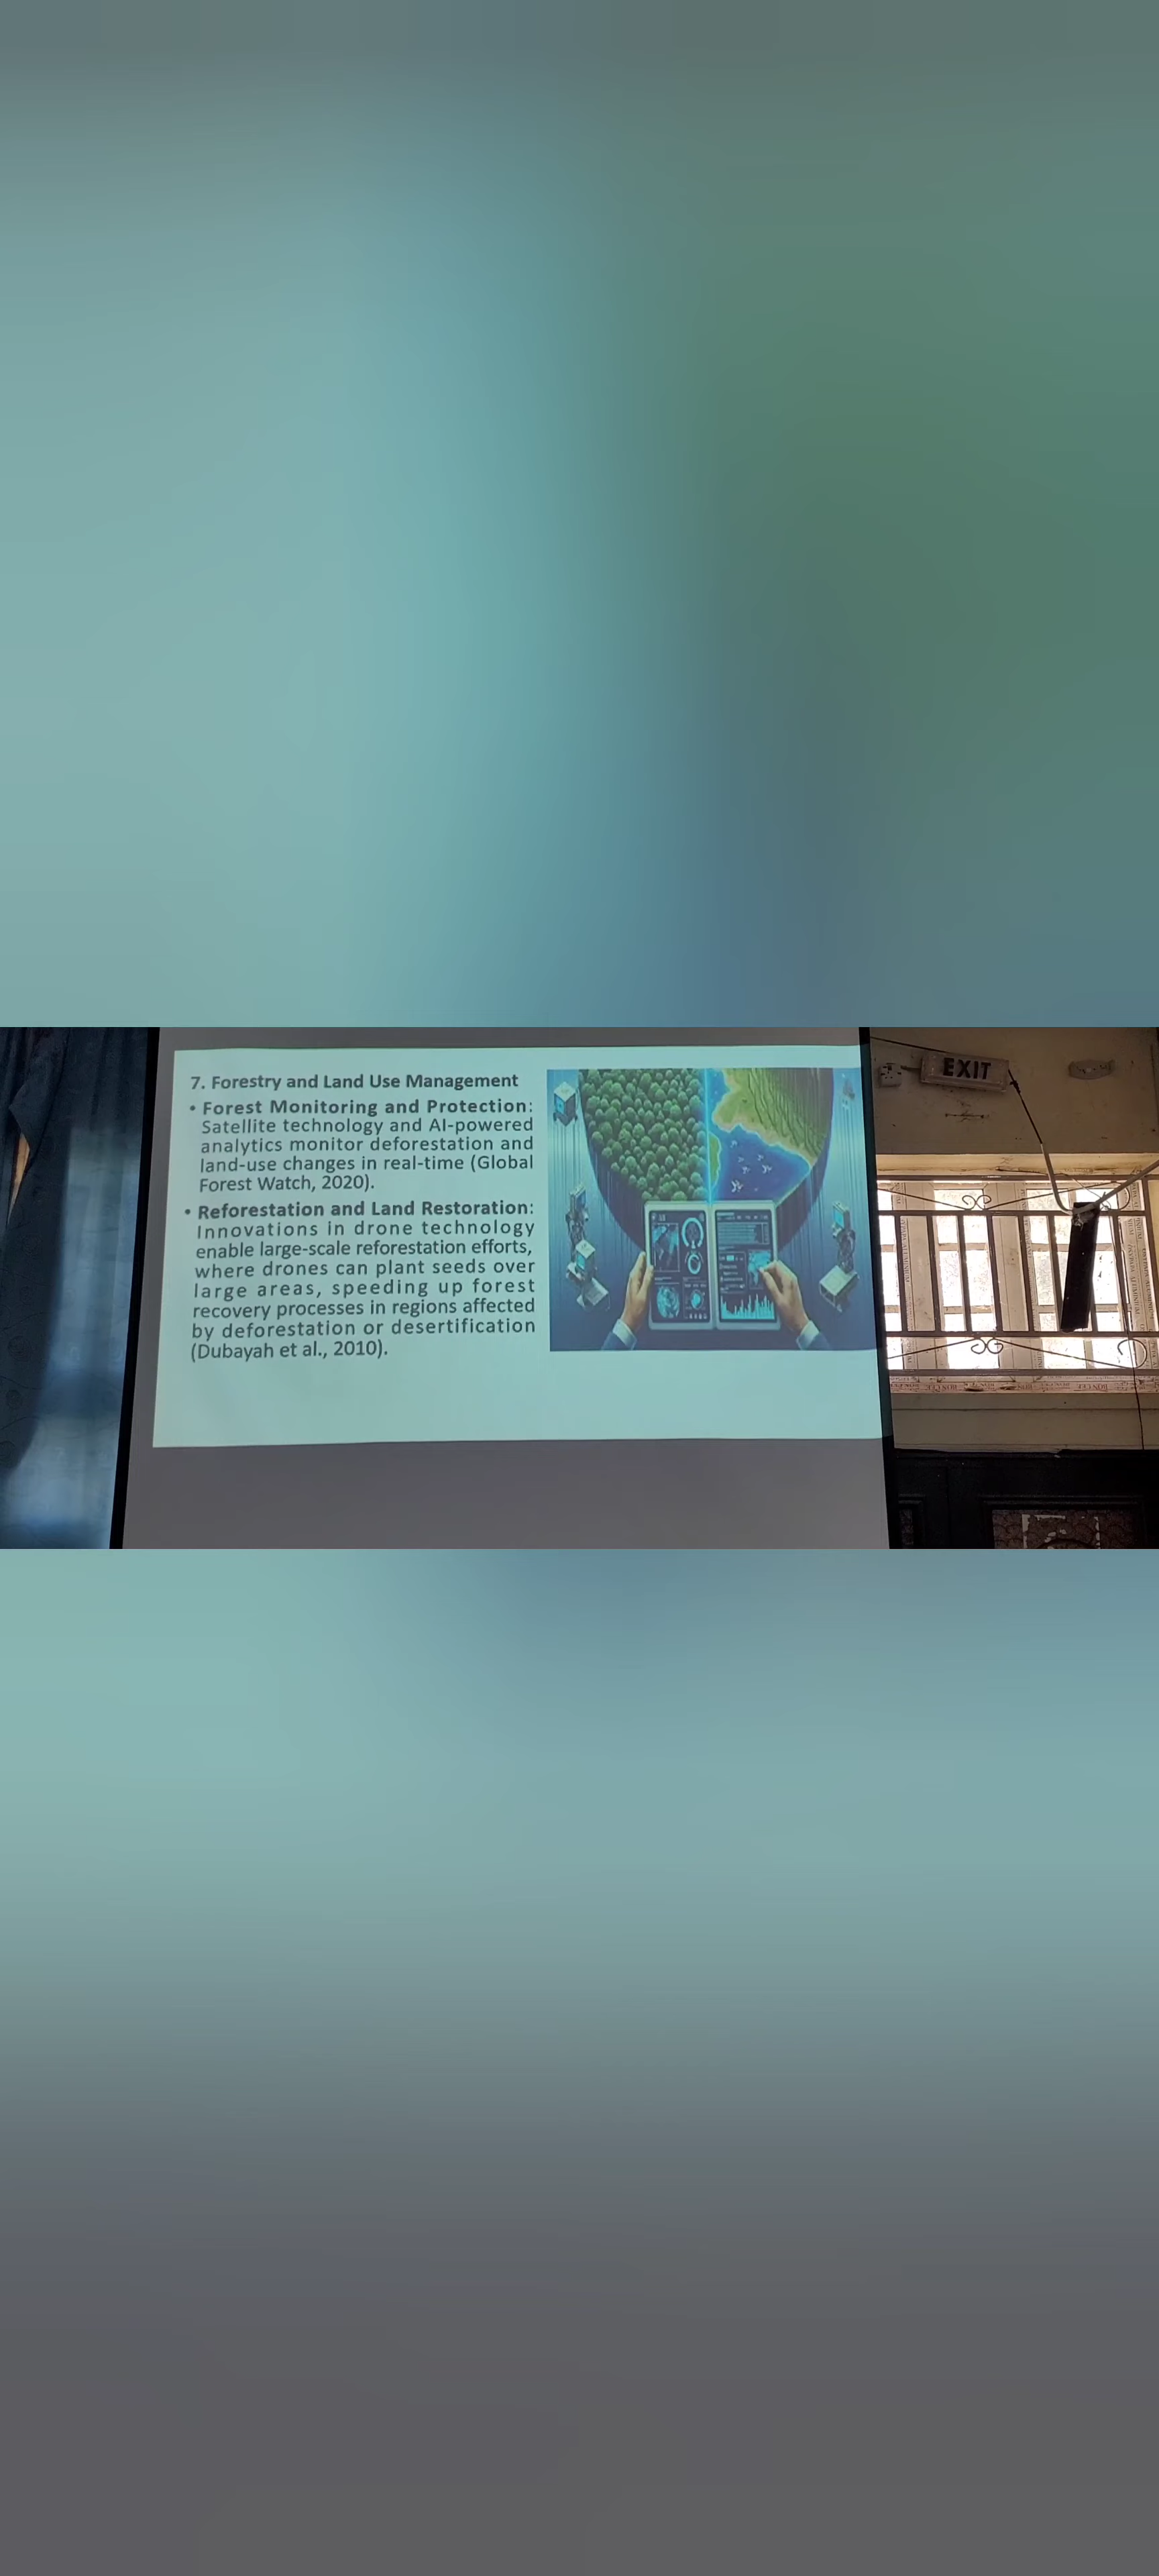 7. Forestry and Land Use Management
• Forest Monitoring and Protection:
Satellite technology and AI-powered
analytics monitor deforestation and
land-use changes in real-time (Global
Forest Watch, 2020).
• Reforestation and Land Restoration:
Innovations in drone technology
enable large-scale reforestation efforts,
where drones can plant seeds over
large areas, speeding up forest
recovery processes in regions affected
by deforestation or desertification
(Dubayah et al., 2010).
EXIT